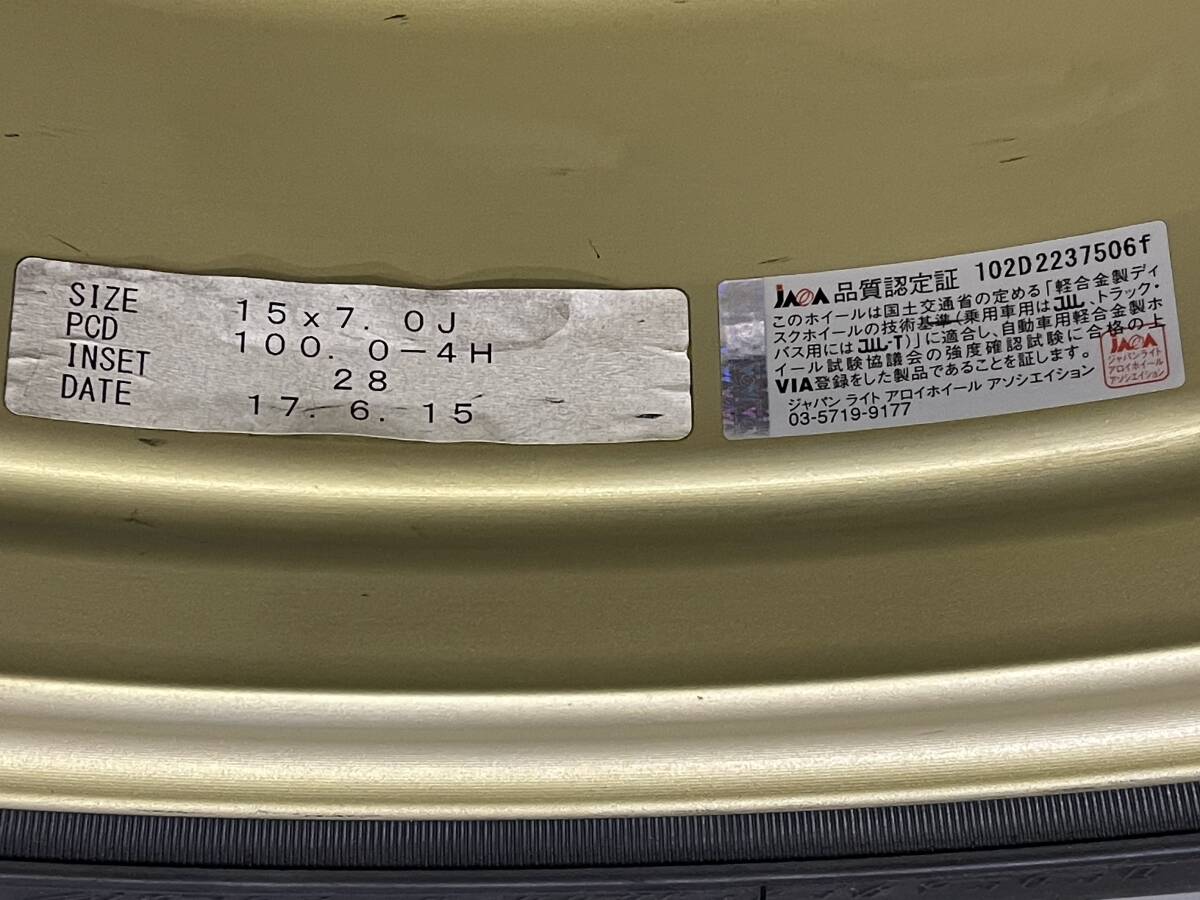 SIZE 15x7.0J
PCD 100.0-4H
INSET 28
DATE 17.6.15
JAWA 品質認定証 102D2237506f
このホイールは国土交通省の定める「軽合金製ディ
スクホイールの技術基準(乗用車用はJWL、トラック・
バス用にはJWL-T)」に適合し、自動車用軽合金製ホ
イール試験協議会の強度確認試験に合格の上
VIA登録をした製品であることを証します。
ジャパン ライト アロイホイール アソシエイション
03-5719-9177
JAWA
ジャパンライト
アロイホイール
アソシエイション